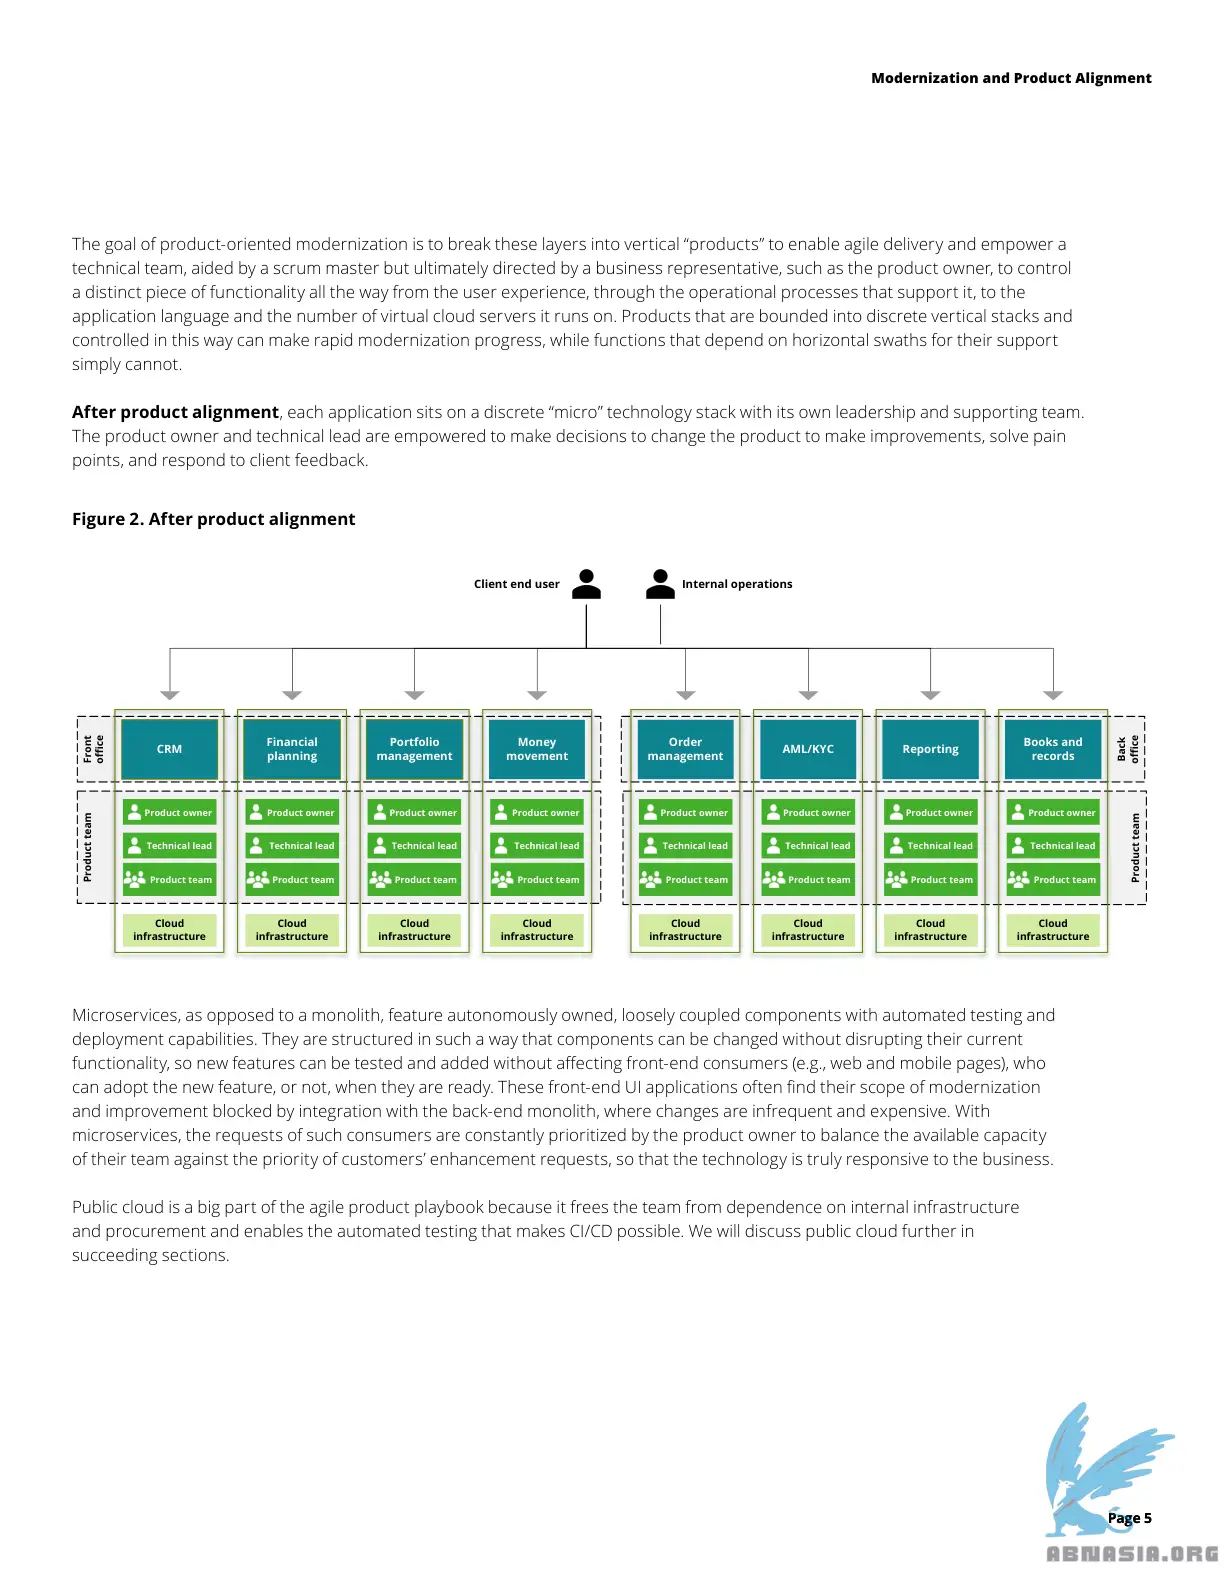 Modernization and Product Alignment
The goal of product-oriented modernization is to break these layers into vertical “products” to enable agile delivery and empower a
technical team, aided by a scrum master but ultimately directed by a business representative, such as the product owner, to control
a distinct piece of functionality all the way from the user experience, through the operational processes that support it, to the
application language and the number of virtual cloud servers it runs on. Products that are bounded into discrete vertical stacks and
controlled in this way can make rapid modernization progress, while functions that depend on horizontal swaths for their support
simply cannot.
After product alignment, each application sits on a discrete “micro” technology stack with its own leadership and supporting team.
The product owner and technical lead are empowered to make decisions to change the product to make improvements, solve pain
points, and respond to client feedback.
Figure 2. After product alignment
Client end user
Internal operations
Front
office
CRM
Financial
planning
Portfolio
management
Money
movement
Order
management
AML/KYC
Reporting
Books and
records
Back
office
Product team
Product owner
Product owner
Product owner
Product owner
Product owner
Product owner
Product owner
Product owner
Technical lead
Technical lead
Technical lead
Technical lead
Technical lead
Technical lead
Technical lead
Technical lead
Product team
Product team
Product team
Product team
Product team
Product team
Product team
Product team
Product team
Cloud
infrastructure
Cloud
infrastructure
Cloud
infrastructure
Cloud
infrastructure
Cloud
infrastructure
Cloud
infrastructure
Cloud
infrastructure
Cloud
infrastructure
Microservices, as opposed to a monolith, feature autonomously owned, loosely coupled components with automated testing and
deployment capabilities. They are structured in such a way that components can be changed without disrupting their current
functionality, so new features can be tested and added without affecting front-end consumers (e.g., web and mobile pages), who
can adopt the new feature, or not, when they are ready. These front-end UI applications often find their scope of modernization
and improvement blocked by integration with the back-end monolith, where changes are infrequent and expensive. With
microservices, the requests of such consumers are constantly prioritized by the product owner to balance the available capacity
of their team against the priority of customers’ enhancement requests, so that the technology is truly responsive to the business.
Public cloud is a big part of the agile product playbook because it frees the team from dependence on internal infrastructure
and procurement and enables the automated testing that makes CI/CD possible. We will discuss public cloud further in
succeeding sections.
Page 5
ABNASIA.ORG